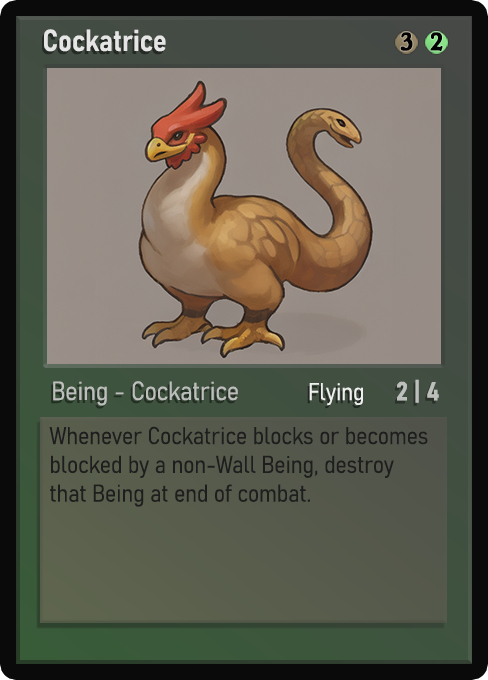 Cockatrice 3 2
Being - Cockatrice Flying 2|4
Whenever Cockatrice blocks or becomes
blocked by a non-Wall Being, destroy
that Being at end of combat.